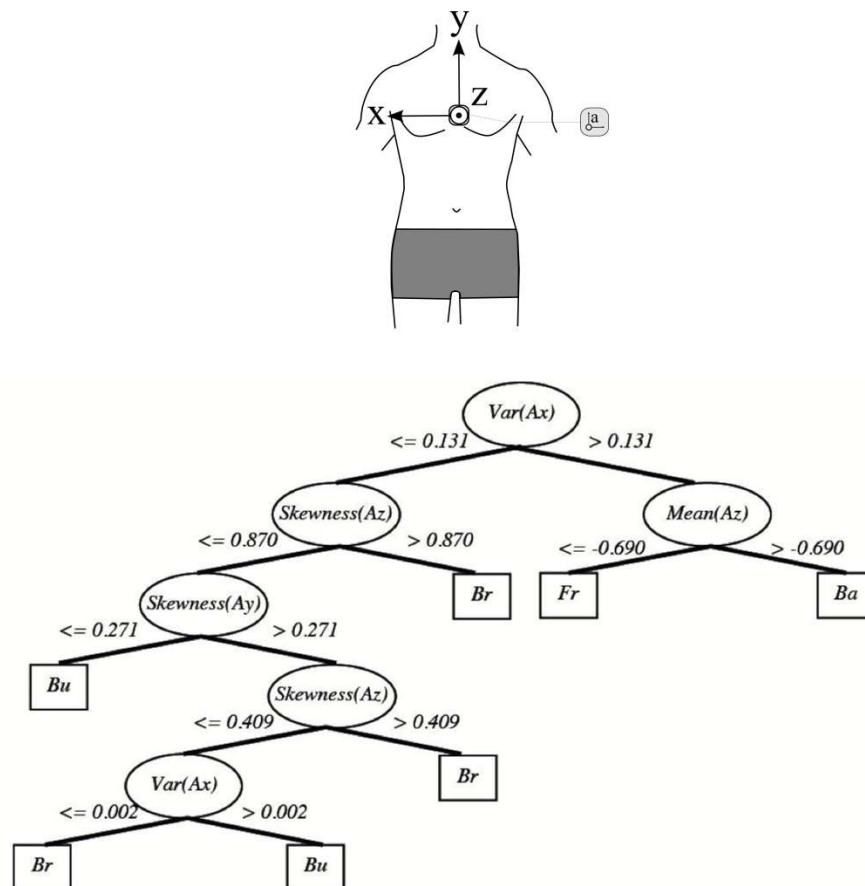 y
z
x
a
Var(Ax)
<= 0.131 > 0.131
Skewness(Az) Mean(Az)
<= 0.870 > 0.870 <= -0.690 > -0.690
Skewness(Ay) Br Fr Ba
<= 0.271 > 0.271
Bu Skewness(Az)
<= 0.409 > 0.409
Var(Ax) Br
<= 0.002 > 0.002
Br Bu